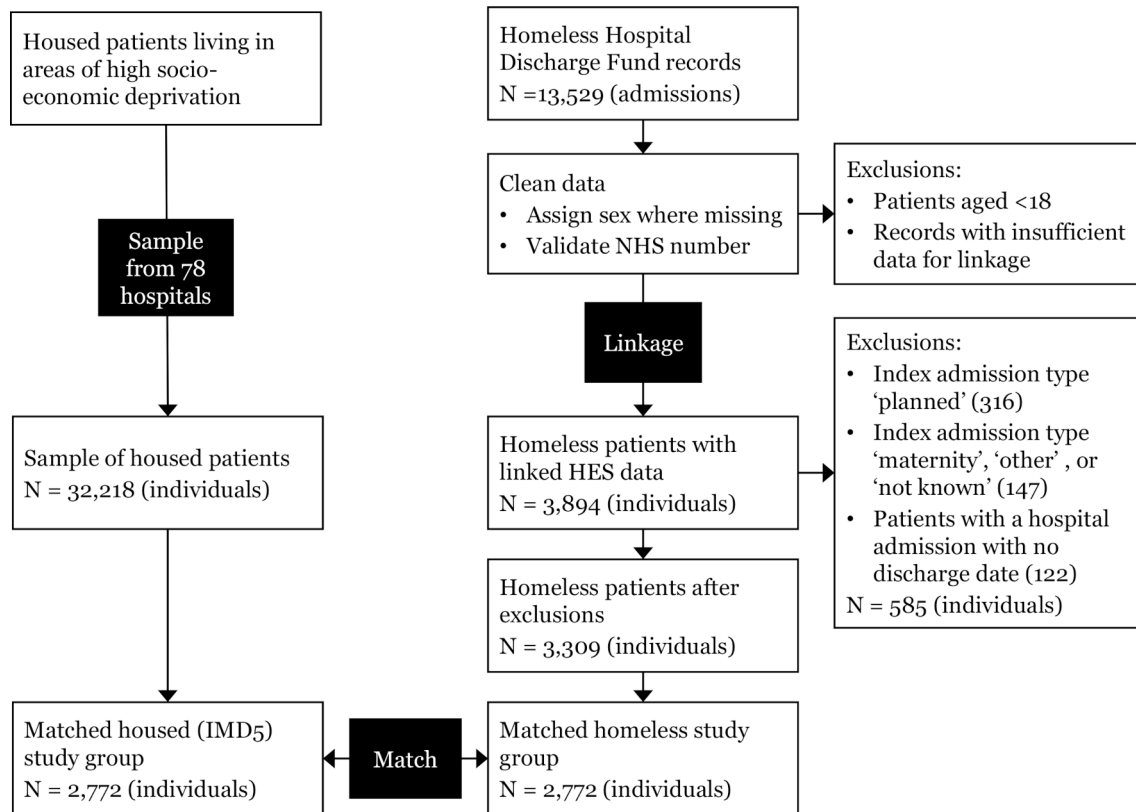 Housed patients living in
areas of high socio-
economic deprivation
Sample
from 78
hospitals
Sample of housed patients
N = 32,218 (individuals)
Matched housed (IMD5)
study group
N = 2,772 (individuals)
Match
Homeless Hospital
Discharge Fund records
N =13,529 (admissions)
Clean data
• Assign sex where missing
• Validate NHS number
Exclusions:
• Patients aged <18
• Records with insufficient
data for linkage
Linkage
Homeless patients with
linked HES data
N = 3,894 (individuals)
Exclusions:
• Index admission type
‘planned’ (316)
• Index admission type
‘maternity’, ‘other’ , or
‘not known’ (147)
• Patients with a hospital
admission with no
discharge date (122)
N = 585 (individuals)
Homeless patients after
exclusions
N = 3,309 (individuals)
Matched homeless study
group
N = 2,772 (individuals)